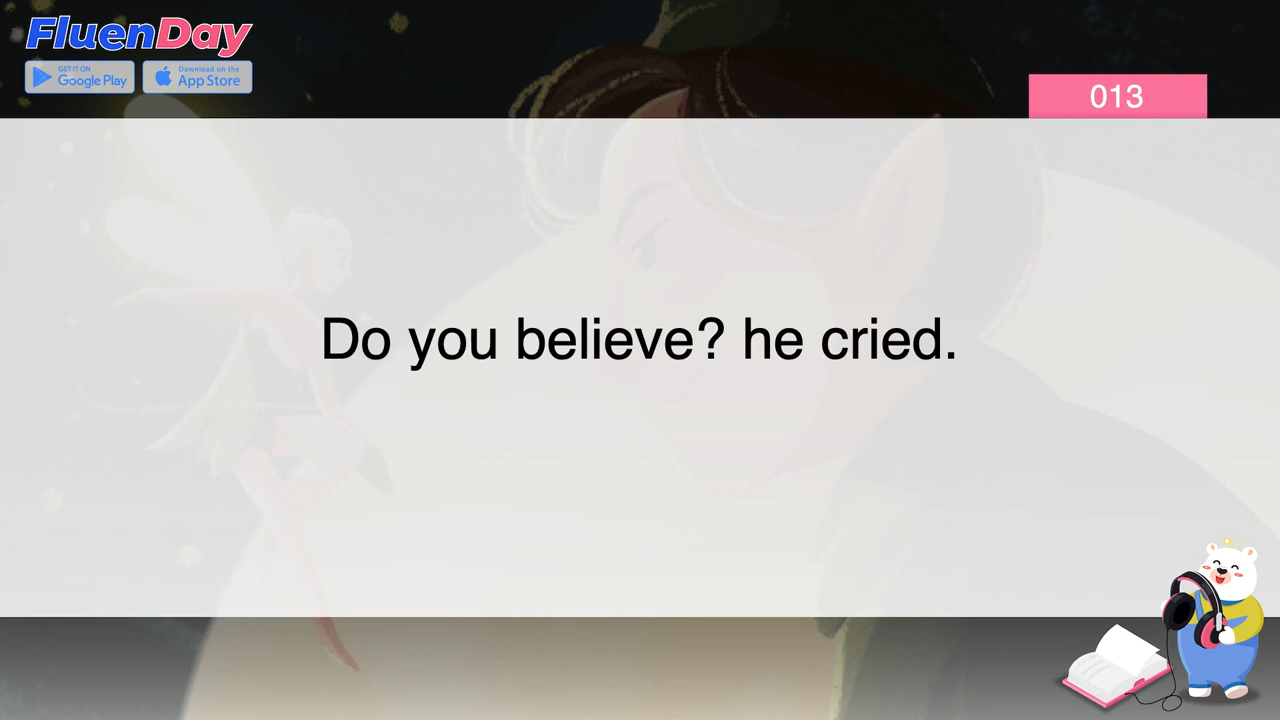 FluenDay
GET IT ON
Google Play
Download on the
App Store
013
Do you believe? he cried.